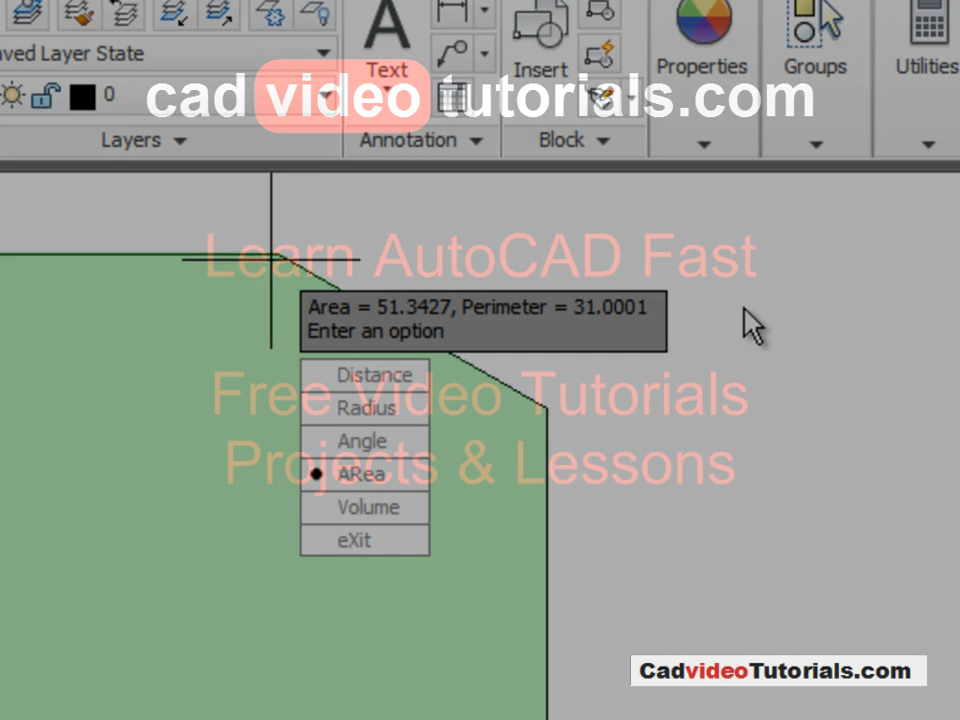 aved Layer State
0
Text
Insert
Properties
Groups
Utilities
cad video tutorials.com
Layers
Annotation
Block
Learn AutoCAD Fast
Area = 51.3427, Perimeter = 31.0001
Enter an option
Distance
Radius
Angle
ARea
Volume
eXit
Free Video Tutorials
Projects & Lessons
CadvideoTutorials.com